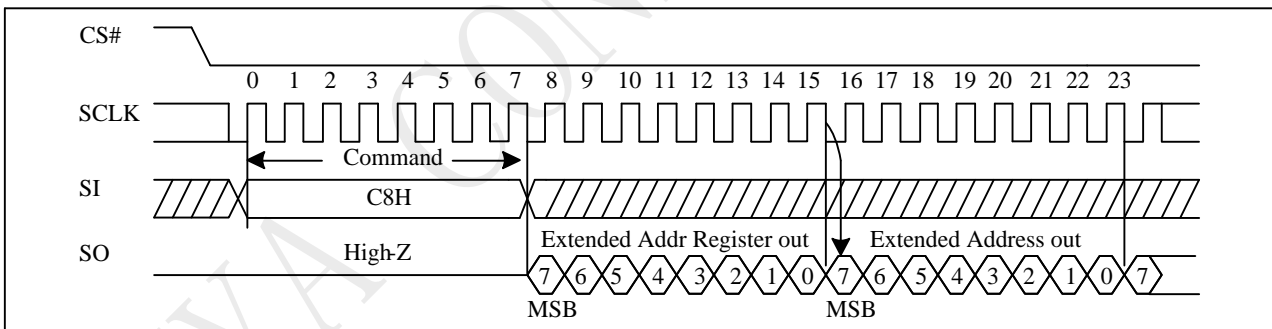 CS#
0 1 2 3 4 5 6 7 8 9 10 11 12 13 14 15 16 17 18 19 20 21 22 23
SCLK
Command
SI
C8H
SO
High-Z
Extended Addr Register out
Extended Address out
7 6 5 4 3 2 1 0 7 6 5 4 3 2 1 0 7
MSB MSB